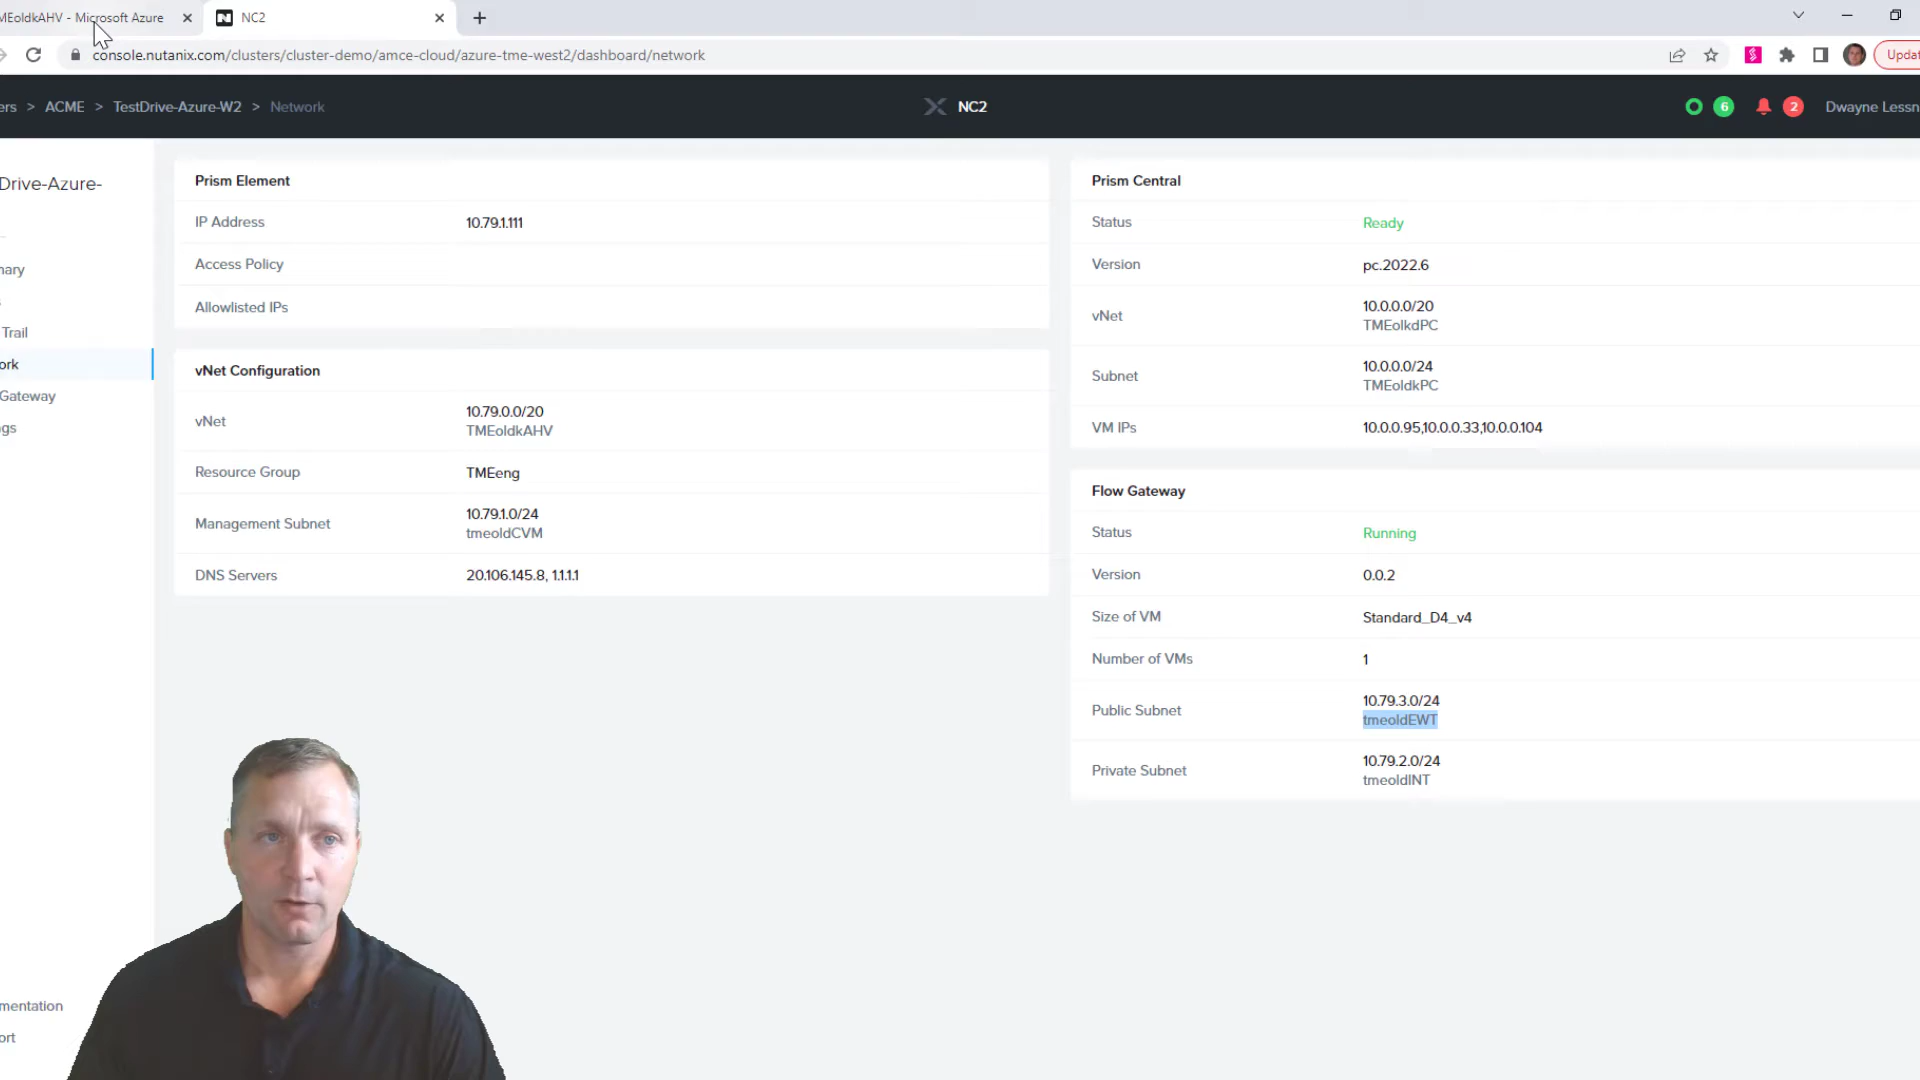 MEoldkAHV - Microsoft Azure
NC2
console.nutanix.com/clusters/cluster-demo/amce-cloud/azure-tme-west2/dashboard/network
Updat
ers > ACME > TestDrive-Azure-W2 > Network
NC2
6
2
Dwayne Lessn
Drive-Azure-
nary
Trail
ork
Gateway
gs
mentation
ort
Prism Element
IP Address 10.79.1.111
Access Policy
Allowlisted IPs
vNet Configuration
vNet 10.79.0.0/20
TMEoldkAHV
Resource Group TMEeng
Management Subnet 10.79.1.0/24
tmeoldCVM
DNS Servers 20.106.145.8, 1.1.1.1
Prism Central
Status Ready
Version pc.2022.6
vNet 10.0.0.0/20
TMEolkdPC
Subnet 10.0.0.0/24
TMEoldkPC
VM IPs 10.0.0.95,10.0.0.33,10.0.0.104
Flow Gateway
Status Running
Version 0.0.2
Size of VM Standard_D4_v4
Number of VMs 1
Public Subnet 10.79.3.0/24
tmeoldEWT
Private Subnet 10.79.2.0/24
tmeoldINT